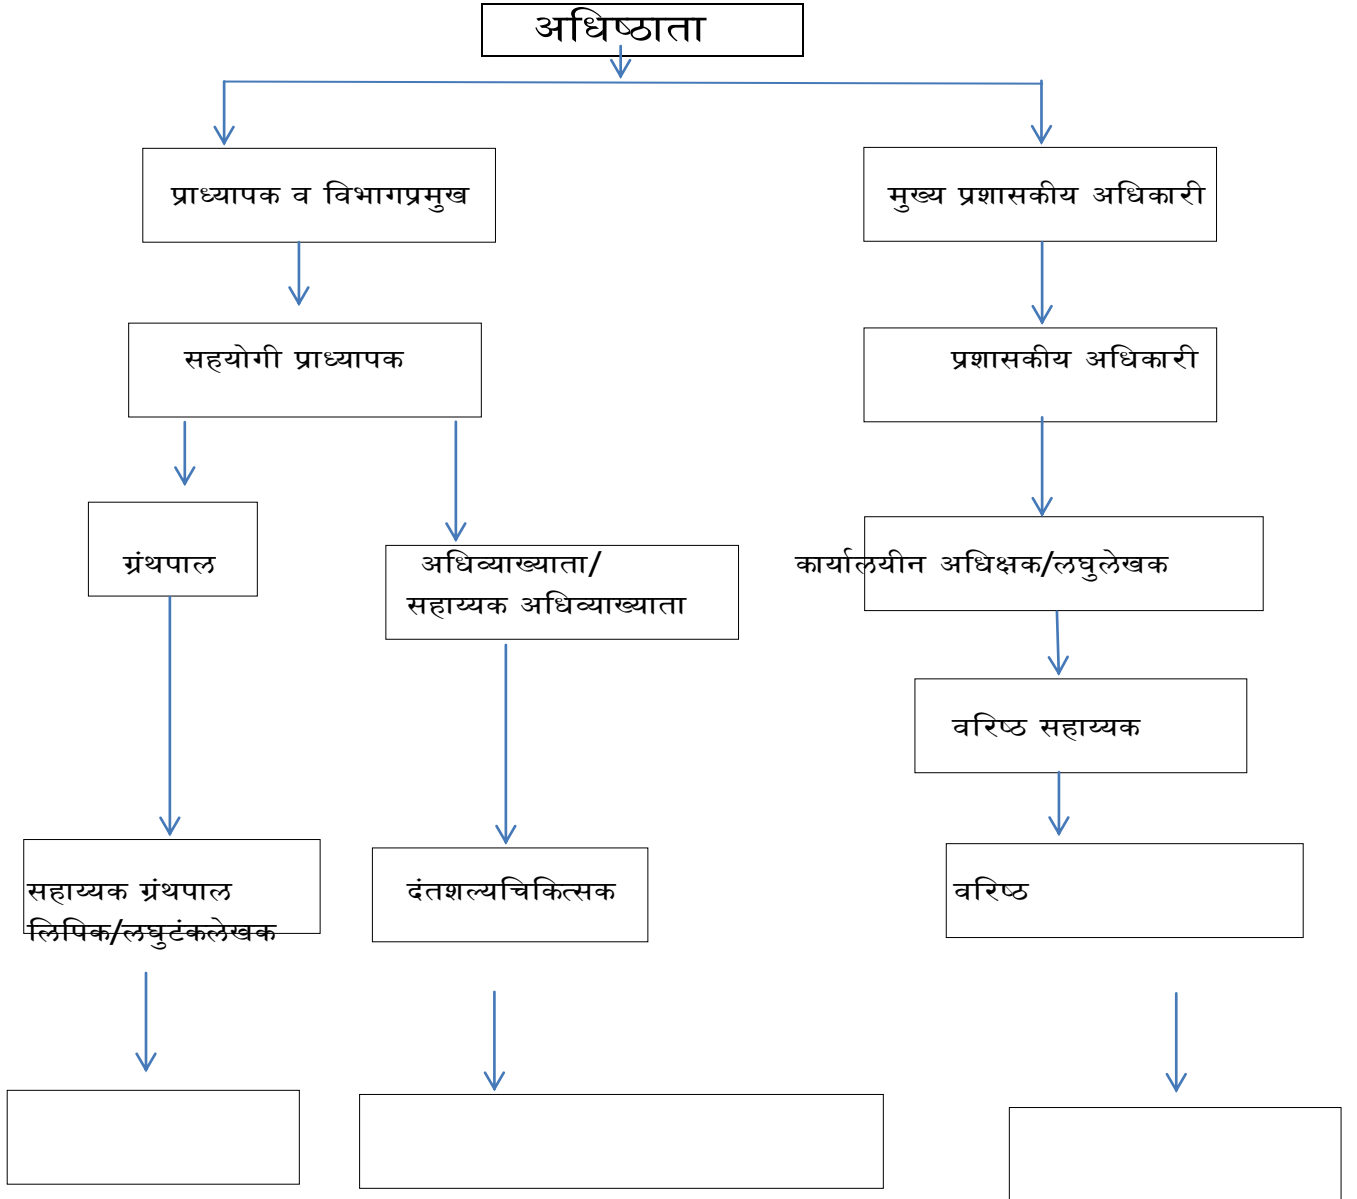 अधिष्ठाता
प्राध्यापक व विभागप्रमुख
मुख्य प्रशासकीय अधिकारी
सहयोगी प्राध्यापक
प्रशासकीय अधिकारी
ग्रंथपाल
अधिव्याख्याता/
सहाय्यक अधिव्याख्याता
कार्यालयीन अधिक्षक/लघुलेखक
वरिष्ठ सहाय्यक
सहाय्यक ग्रंथपाल
लिपिक/लघुटंकलेखक
दंतशल्यचिकित्सक
वरिष्ठ